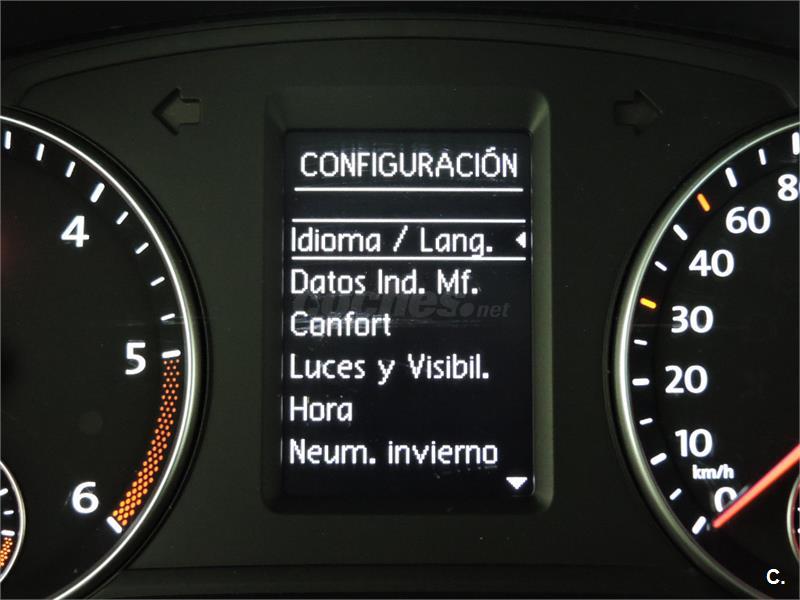 CONFIGURACIÓN
Idioma / Lang.
Datos Ind. Mf.
coches.net
Confort
Luces y Visibil.
Hora
Neum. invierno
4
5
6
80
60
40
30
20
10
km/h
0
C.